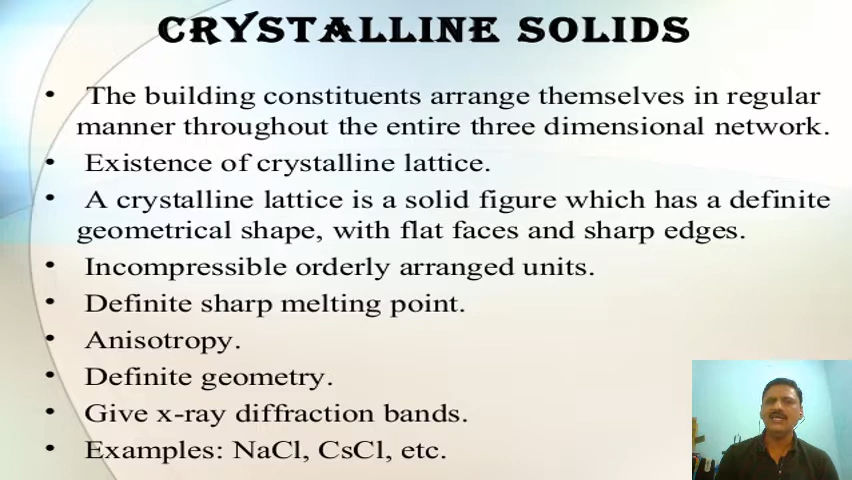 CRYSTALLINE SOLIDS
• The building constituents arrange themselves in regular
manner throughout the entire three dimensional network.
• Existence of crystalline lattice.
• A crystalline lattice is a solid figure which has a definite
geometrical shape, with flat faces and sharp edges.
• Incompressible orderly arranged units.
• Definite sharp melting point.
• Anisotropy.
• Definite geometry.
• Give x-ray diffraction bands.
• Examples: NaCl, CsCl, etc.